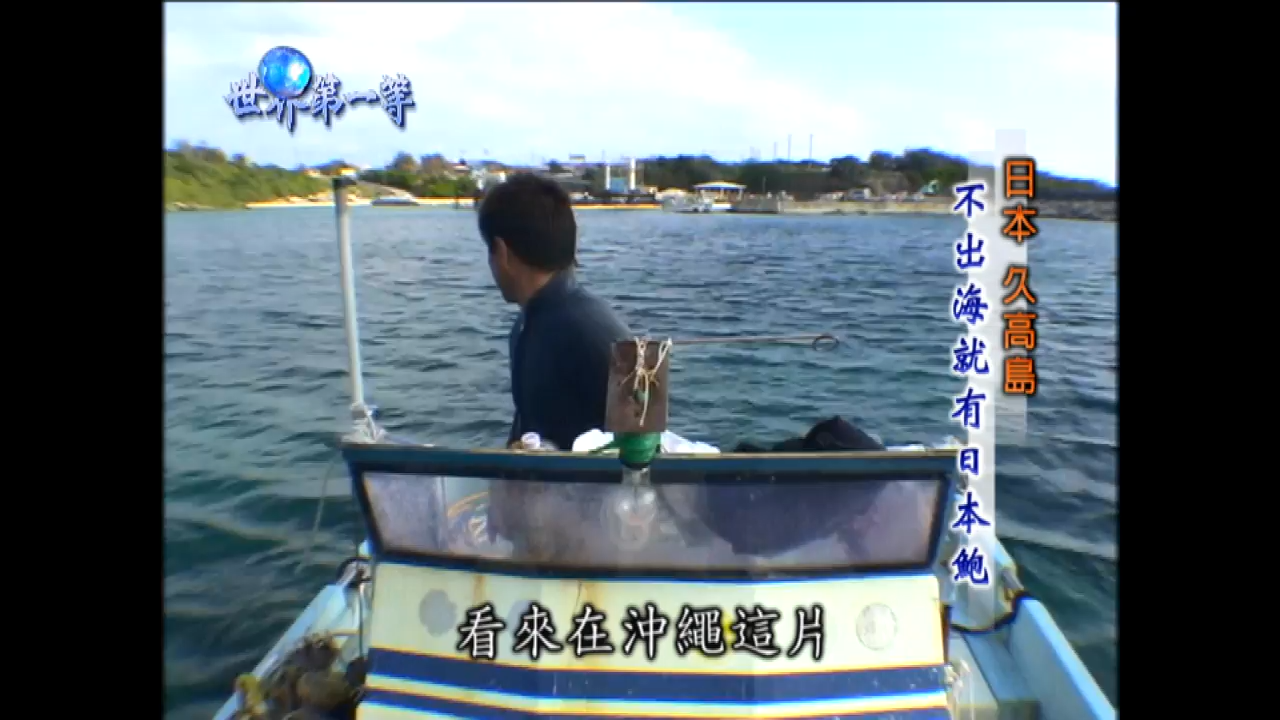 世界第一等
日本 久高島
不出海就有日本鮑
看來在沖繩這片